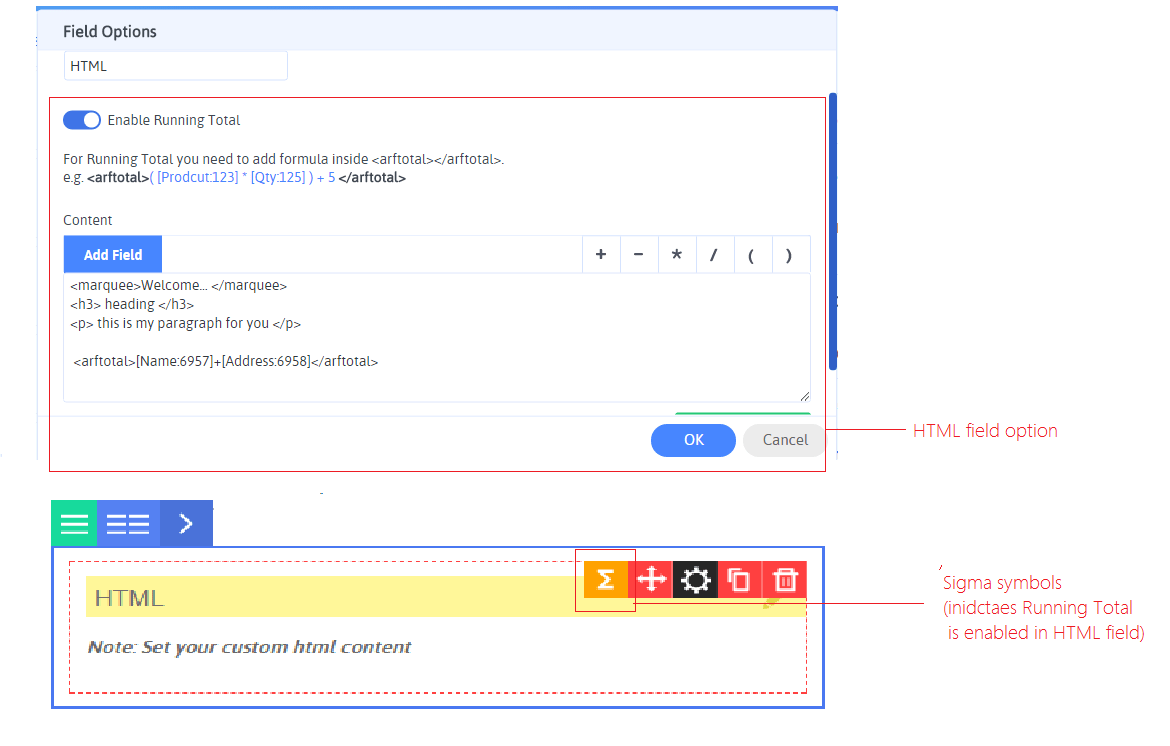 Field Options
HTML
Enable Running Total
For Running Total you need to add formula inside <arftotal></arftotal>.
e.g. <arftotal>( [Prodcut:123] * [Qty:125] ) + 5 </arftotal>
Content
Add Field + - * / ( )
<marquee>Welcome... </marquee>
<h3> heading </h3>
<p> this is my paragraph for you </p>
<arftotal>[Name:6957]+[Address:6958]</arftotal>
OK Cancel
HTML field option
Σ
HTML
Note: Set your custom html content
Sigma symbols
(inidctaes Running Total
is enabled in HTML field)